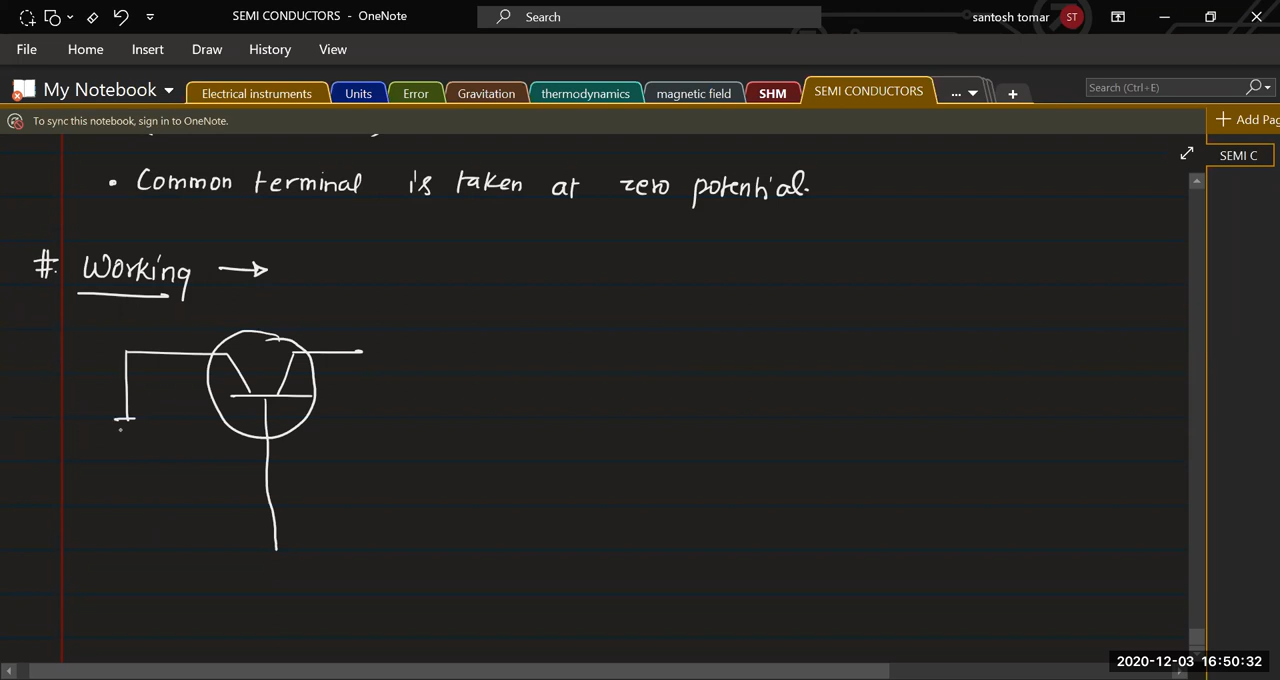 SEMI CONDUCTORS - OneNote
Search
santosh tomar
ST
File Home Insert Draw History View
My Notebook
Electrical instruments
Units
Error
Gravitation
thermodynamics
magnetic field
SHM
SEMI CONDUCTORS
...
Search (Ctrl+E)
To sync this notebook, sign in to OneNote.
Add Pag
SEMI C
• Common terminal is taken at zero potential.
# Working →
2020-12-03 16:50:32